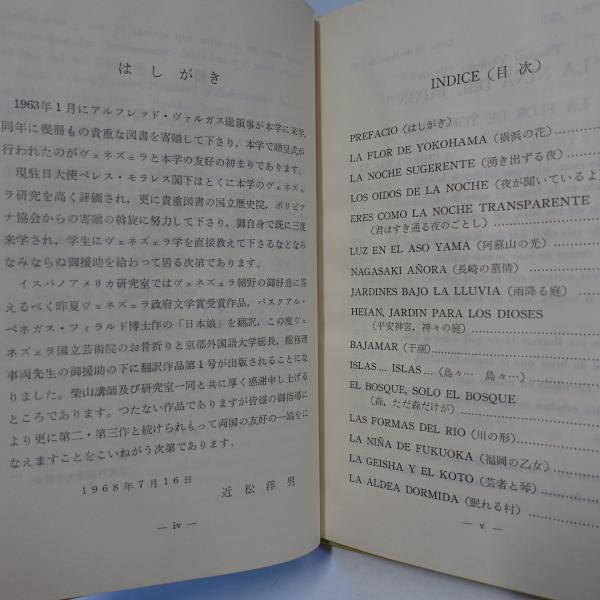 はしがき
1963年1月にアルフレッド・ヴァルガス総領事が本学に来学,
同年に幾冊もの貴重な図書を寄贈して下さり,本学で贈呈式が
行われたのがヴェネズェラと本学の友好の初まりであります。
現駐日大使ペレス・モラレス閣下はとくに本学のヴェネズェ
ラ研究を高く評価され,更に貴重図書の国立歴史院,ボリビア
ナ協会からの寄贈の斡旋に努力して下さり,御自身で既に三度
来学され,学生にヴェネズェラ学を直接教えて下さるなどなみ
なみならぬ御援助を給わって居る次第であります。
イスパノアメリカ研究室ではヴェネズェラ朝野の御好意に答
えるべく昨夏ヴェネズェラ政府文学賞受賞作品,パスクアル・
ベネガス・フィラルド博士作の「日本娘」を翻訳,この度ヴェ
ネズェラ国立芸術院のお骨折りと京都外国語大学総長,総務理
事両先生の御援助の下に翻訳作品第1号が出版されることにな
りました。柴山講師及び研究室一同と共に厚く感謝申し上げる
ところであります。つたない作品でありますが皆様の御指導に
より更に第二・第三作と続けられもって両国の友好の一端をに
なえますことをこいねがう次第であります。
1968年7月16日
近松洋男
— iv —
INDICE(目次)
PREFACIO(はしがき)
LA FLOR DE YOKOHAMA(横浜の花)
LA NOCHE SUGERENTE(湧き出ずる夜)
LOS OIDOS DE LA NOCHE(夜が聞いているよ)
ERES COMO LA NOCHE TRANSPARENTE
(君はすき通る夜のごとし)
LUZ EN EL ASO YAMA(阿蘇山の光)
NAGASAKI AÑORA(長崎の慕情)
JARDINES BAJO LA LLUVIA(雨降る庭)
HEIAN, JARDIN PARA LOS DIOSES
(平安神宮,神々の庭)
BAJAMAR(干潮)
ISLAS... ISLAS...(島々… 島々…)
EL BOSQUE, SOLO EL BOSQUE
(森,ただ森だけが)
LAS FORMAS DEL RIO(川の形)
LA NIÑA DE FUKUOKA(福岡の乙女)
LA GEISHA Y EL KOTO(芸者と琴)
LA ALDEA DORMIDA(眠れる村)
— v —